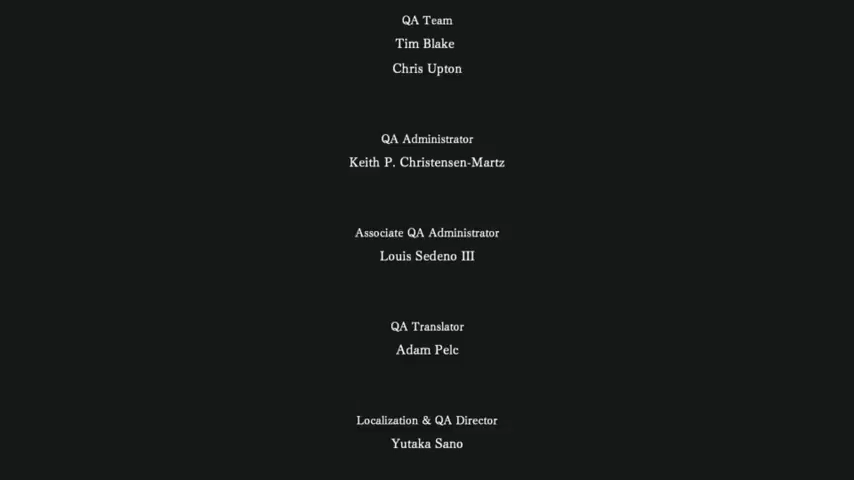 QA Team
Tim Blake
Chris Upton
QA Administrator
Keith P. Christensen-Martz
Associate QA Administrator
Louis Sedeno III
QA Translator
Adam Pelc
Localization & QA Director
Yutaka Sano